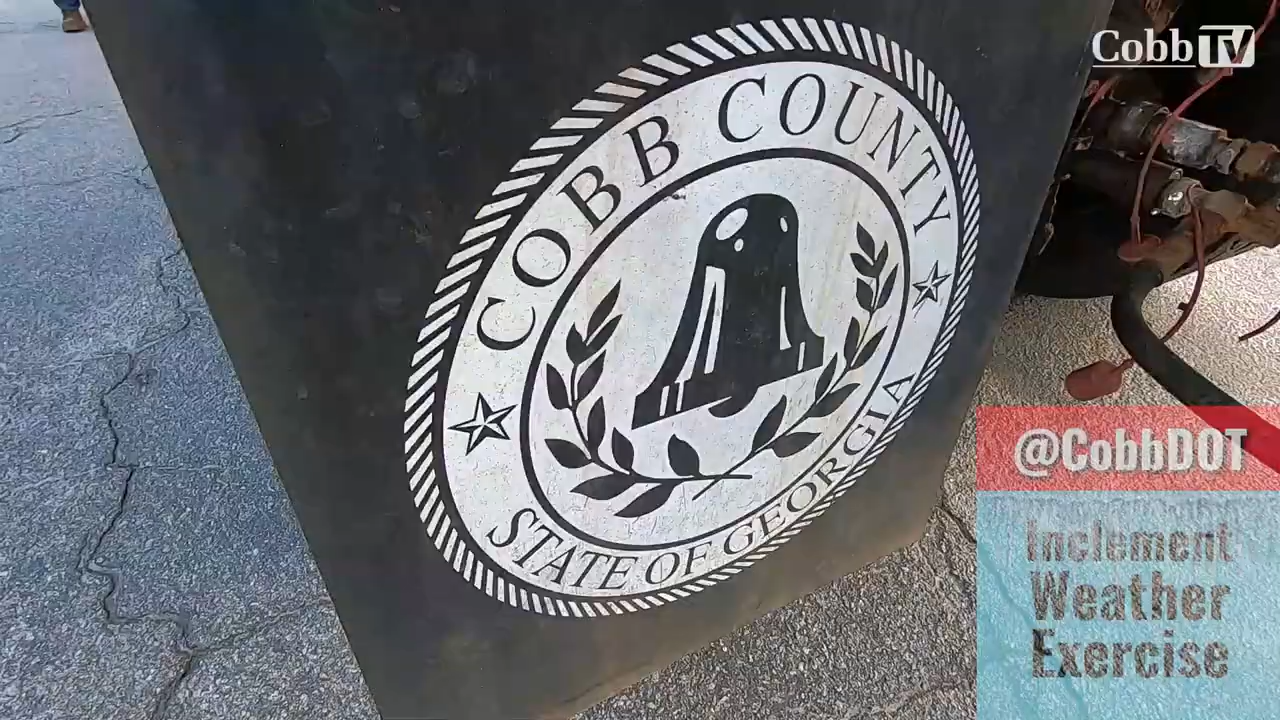 CobbTV
COBB COUNTY
STATE OF GEORGIA
@CobbDOT
Inclement
Weather
Exercise